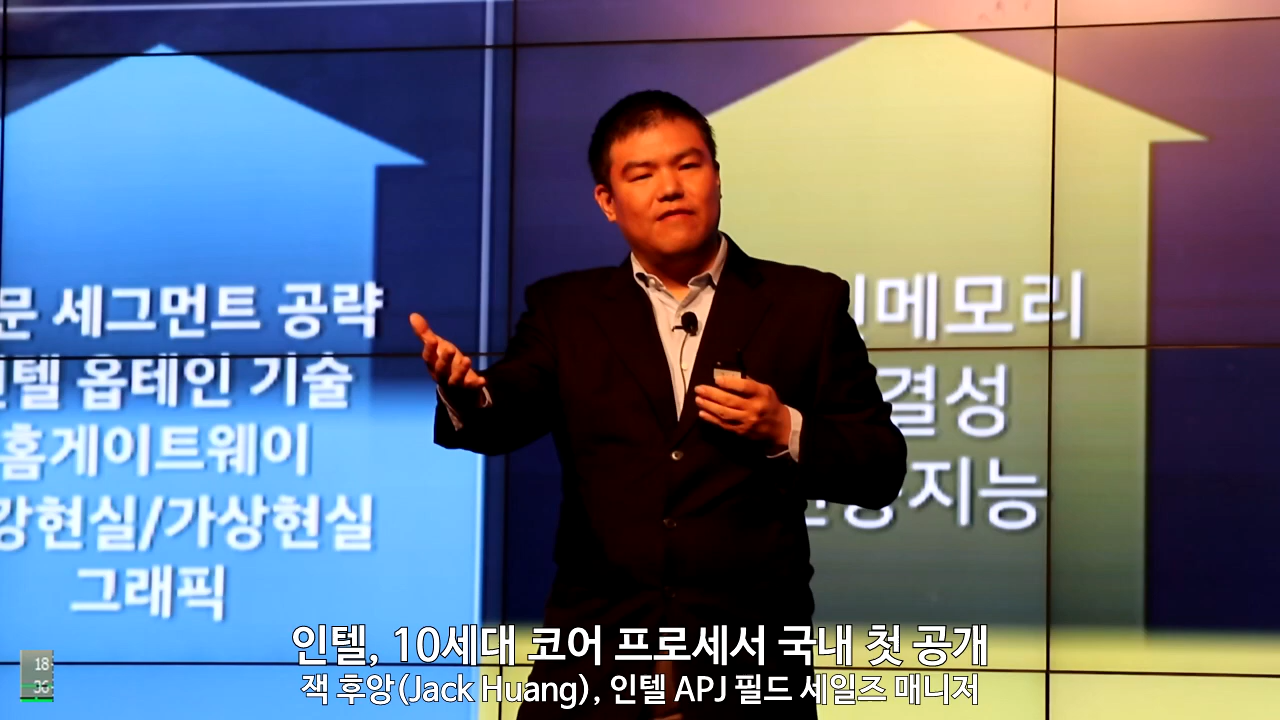 세그먼트 공략
옵테인 기술
홈게이트웨이
강현실/가상현실
그래픽
메모리
결성
지능
인텔, 10세대 코어 프로세서 국내 첫 공개
잭 후앙(Jack Huang), 인텔 APJ 필드 세일즈 매니저
18
36